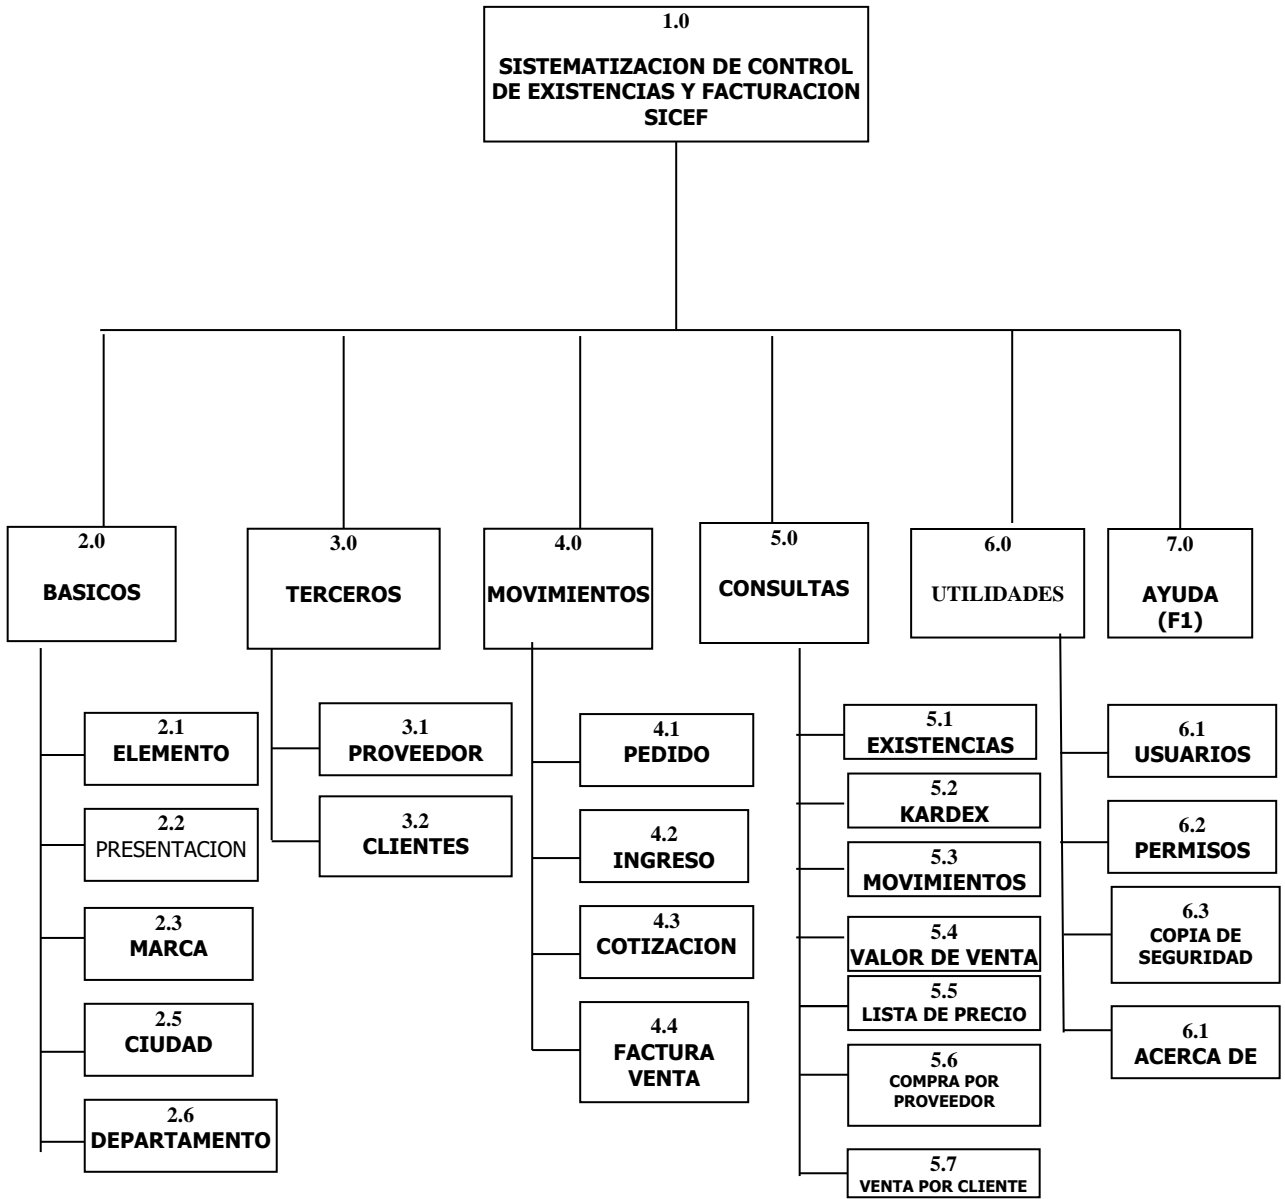 1.0
SISTEMATIZACION DE CONTROL
DE EXISTENCIAS Y FACTURACION
SICEF
2.0
BASICOS
3.0
TERCEROS
4.0
MOVIMIENTOS
5.0
CONSULTAS
6.0
UTILIDADES
7.0
AYUDA
(F1)
2.1
ELEMENTO
2.2
PRESENTACION
2.3
MARCA
2.5
CIUDAD
2.6
DEPARTAMENTO
3.1
PROVEEDOR
3.2
CLIENTES
4.1
PEDIDO
4.2
INGRESO
4.3
COTIZACION
4.4
FACTURA
VENTA
5.1
EXISTENCIAS
5.2
KARDEX
5.3
MOVIMIENTOS
5.4
VALOR DE VENTA
5.5
LISTA DE PRECIO
5.6
COMPRA POR
PROVEEDOR
5.7
VENTA POR CLIENTE
6.1
USUARIOS
6.2
PERMISOS
6.3
COPIA DE
SEGURIDAD
6.1
ACERCA DE